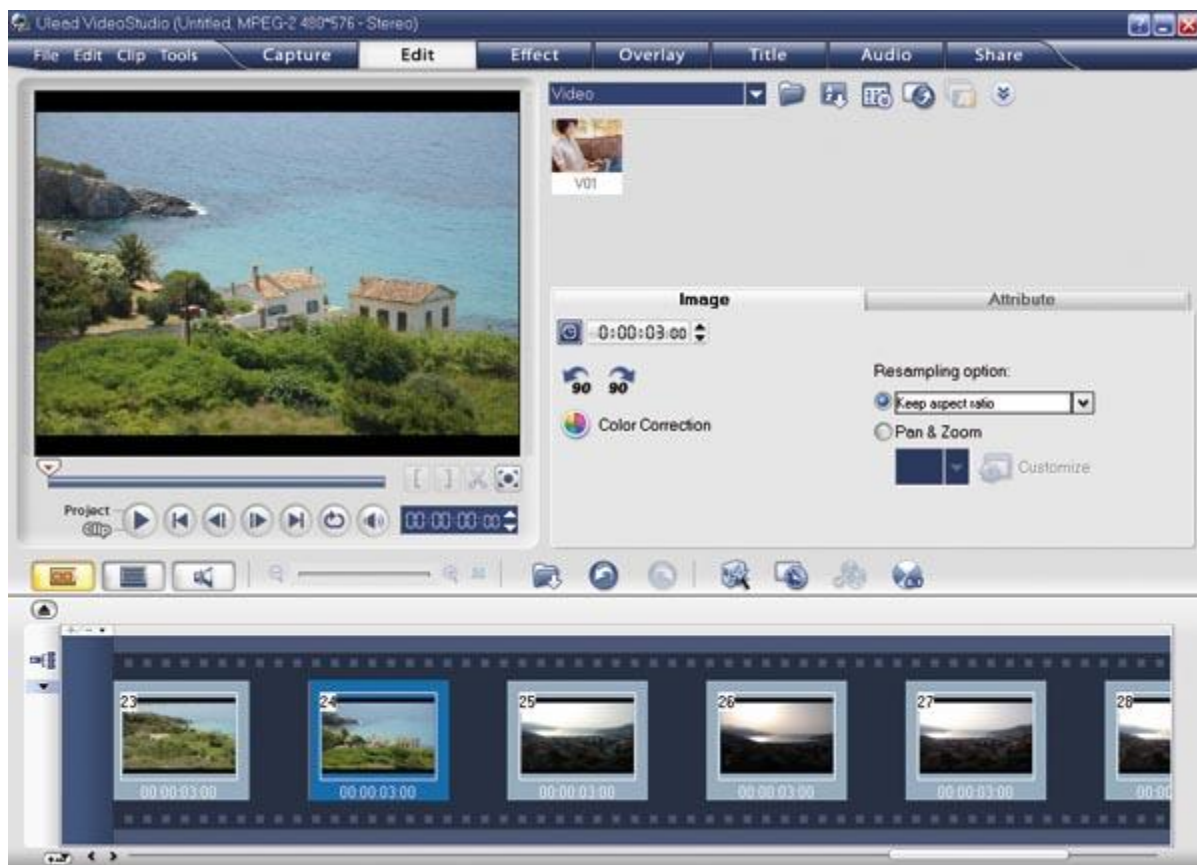 Ulead VideoStudio (Untitled, MPEG-2 480*576 - Stereo)
File Edit Clip Tools Capture Edit Effect Overlay Title Audio Share
Video
V01
Image Attribute
0:00:03:00
90 90
Color Correction
Resampling option:
Keep aspect ratio
Pan & Zoom
Customize
Project
00:00:00:00
23 24 25 26 27 28
00:00:03:00 00:00:03:00 00:00:03:00 00:00:03:00 00:00:03:00 00:00